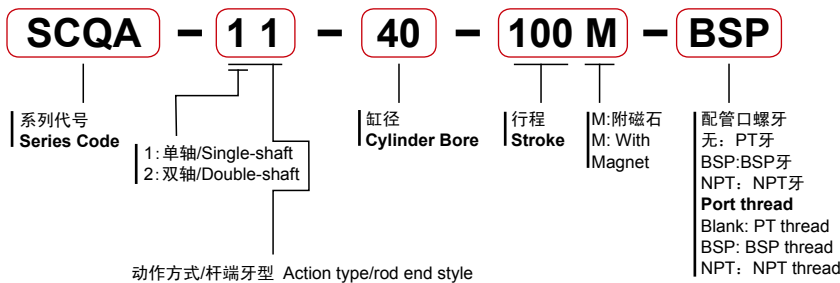 SCQA - 11 - 40 - 100 M - BSP
系列代号
Series Code
1:单轴/Single-shaft
2:双轴/Double-shaft
动作方式/杆端牙型 Action type/rod end style
缸径
Cylinder Bore
行程
Stroke
M:附磁石
M: With
Magnet
配管口螺牙
无：PT牙
BSP:BSP牙
NPT：NPT牙
Port thread
Blank: PT thread
BSP: BSP thread
NPT：NPT thread